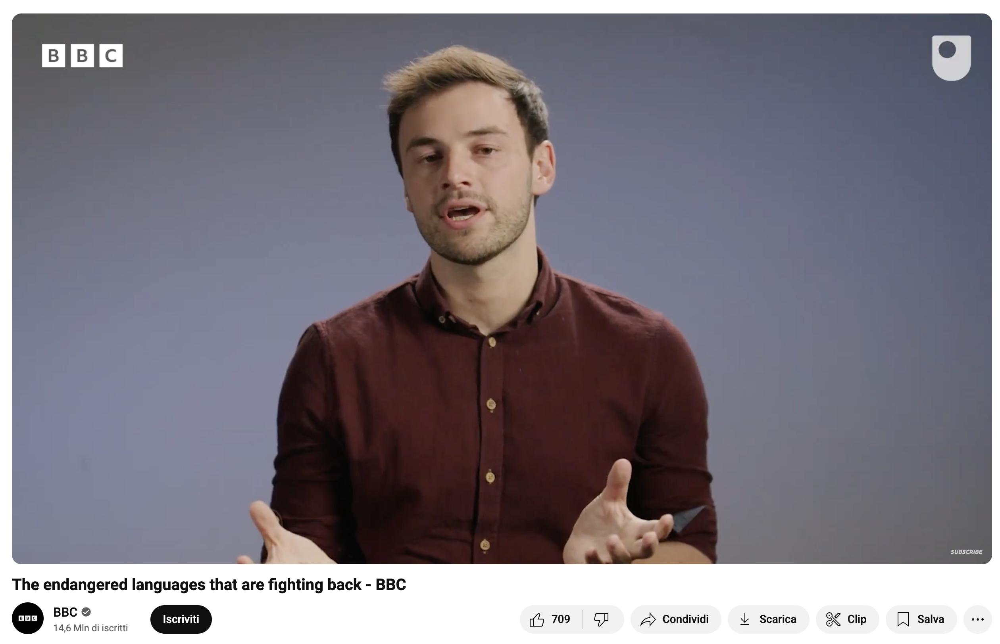 BBC
SUBSCRIBE
The endangered languages that are fighting back - BBC
BBC
BBC
14,6 Mln di iscritti
Iscriviti
709
Condividi
Scarica
Clip
Salva